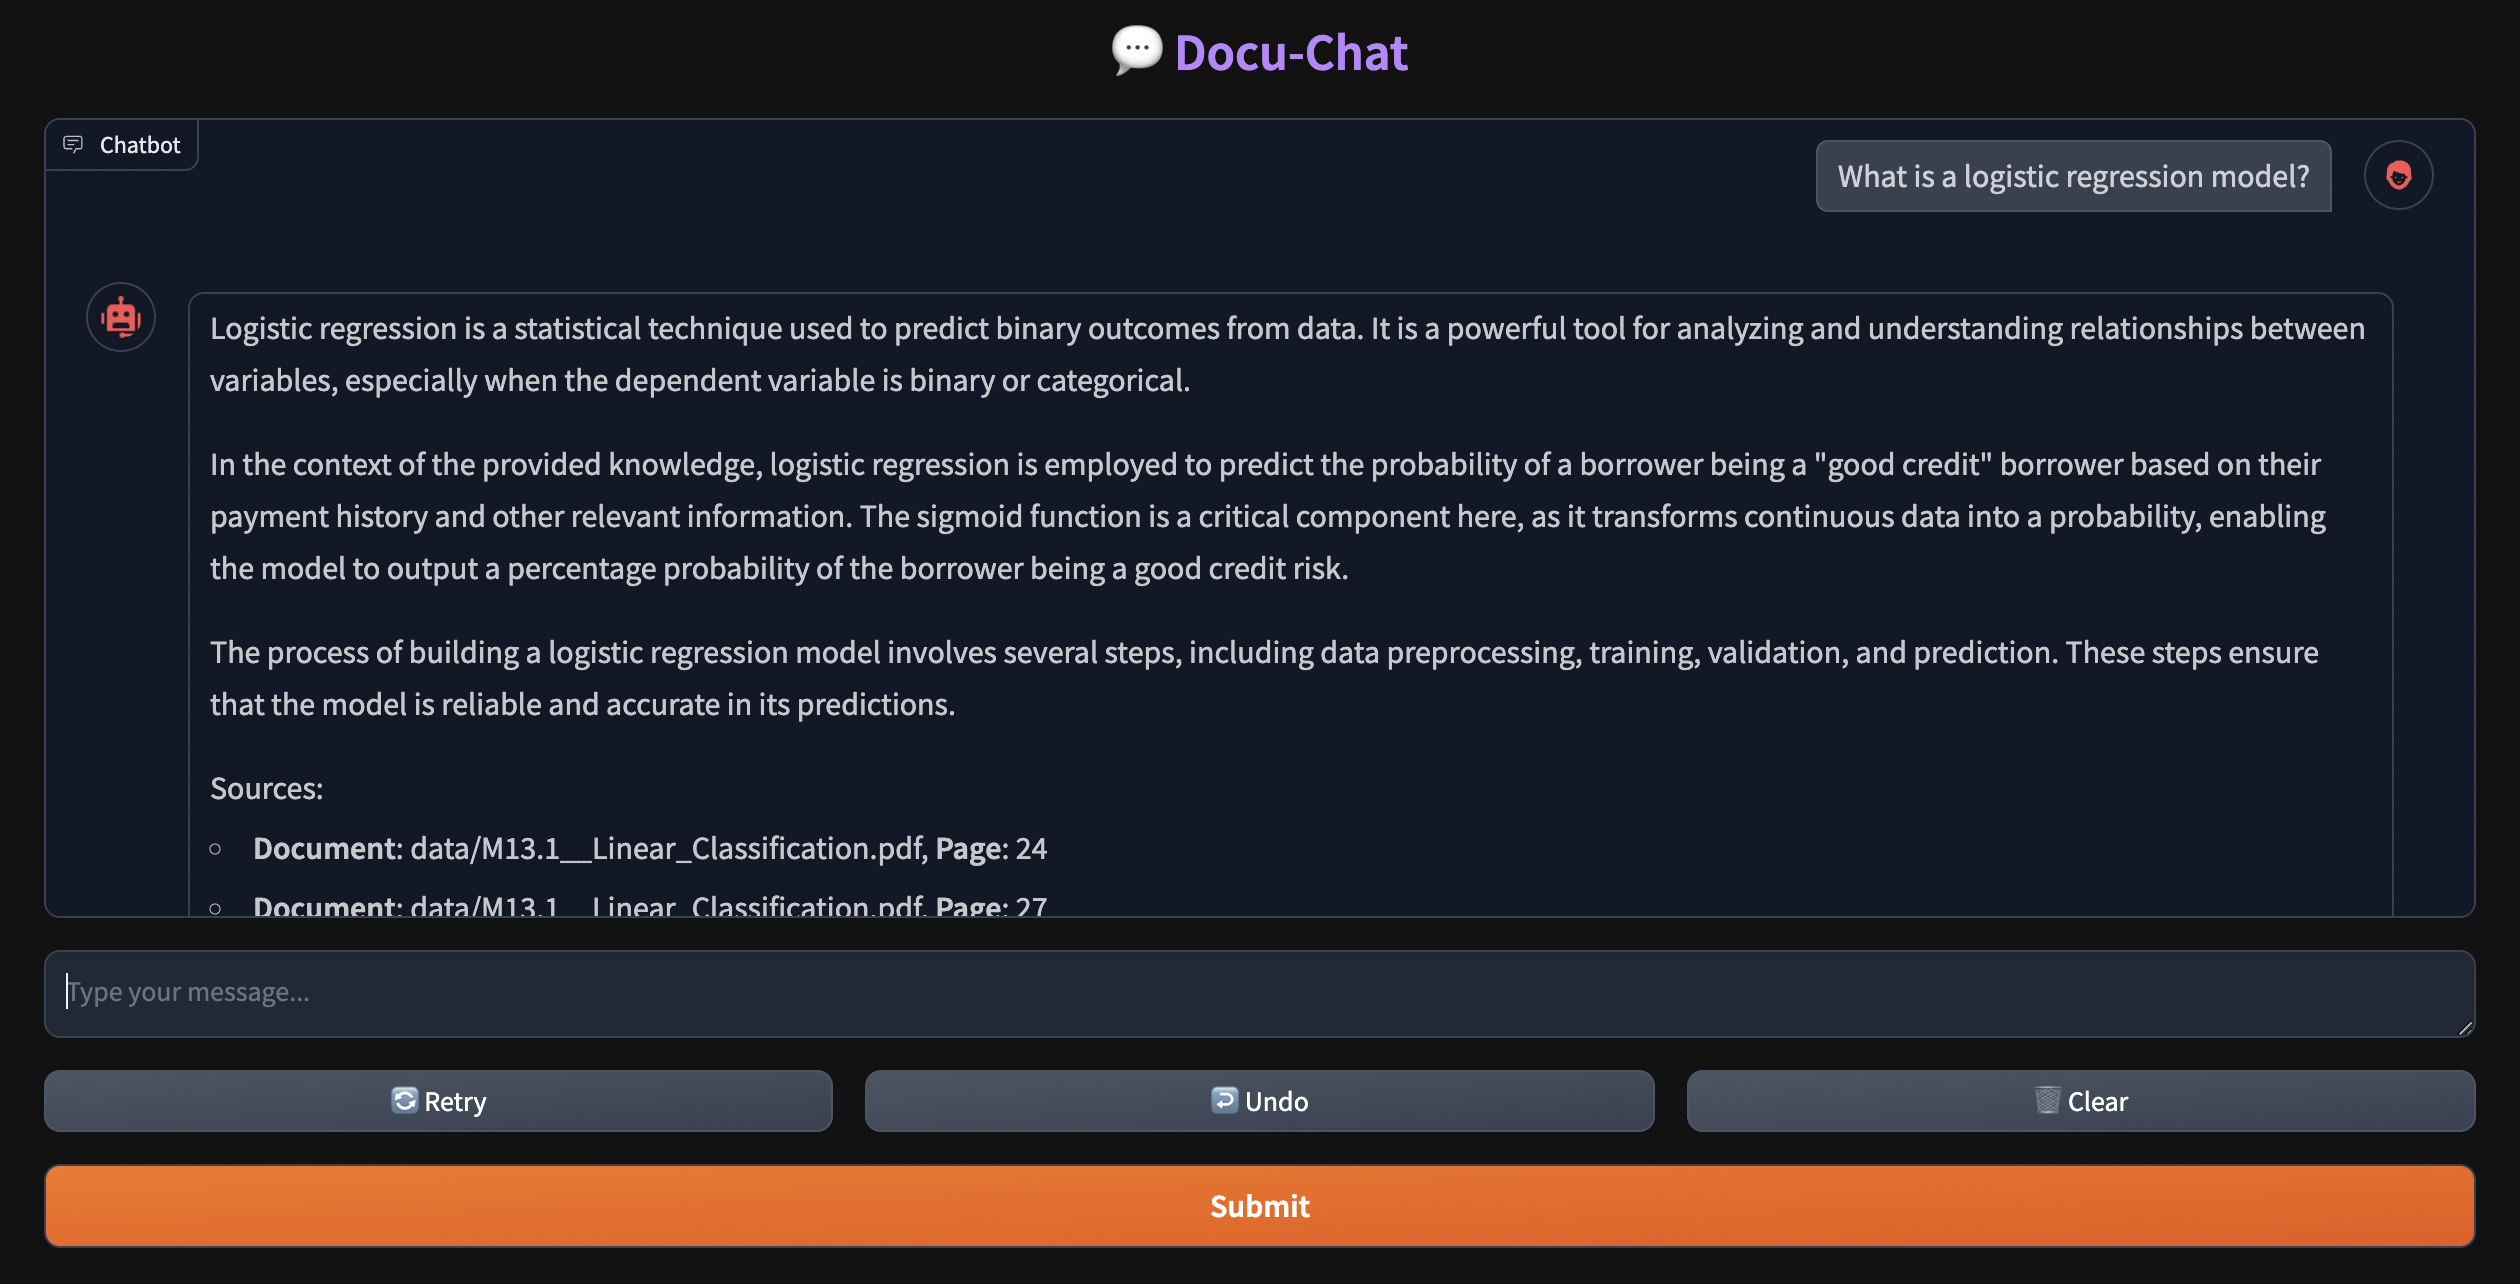 💬 Docu-Chat
Chatbot
What is a logistic regression model?
Logistic regression is a statistical technique used to predict binary outcomes from data. It is a powerful tool for analyzing and understanding relationships between
variables, especially when the dependent variable is binary or categorical.
In the context of the provided knowledge, logistic regression is employed to predict the probability of a borrower being a "good credit" borrower based on their
payment history and other relevant information. The sigmoid function is a critical component here, as it transforms continuous data into a probability, enabling
the model to output a percentage probability of the borrower being a good credit risk.
The process of building a logistic regression model involves several steps, including data preprocessing, training, validation, and prediction. These steps ensure
that the model is reliable and accurate in its predictions.
Sources:
◦ Document: data/M13.1__Linear_Classification.pdf, Page: 24
◦ Document: data/M13.1__Linear_Classification.pdf, Page: 27
Type your message...
🔄 Retry
↩️ Undo
🗑️ Clear
Submit